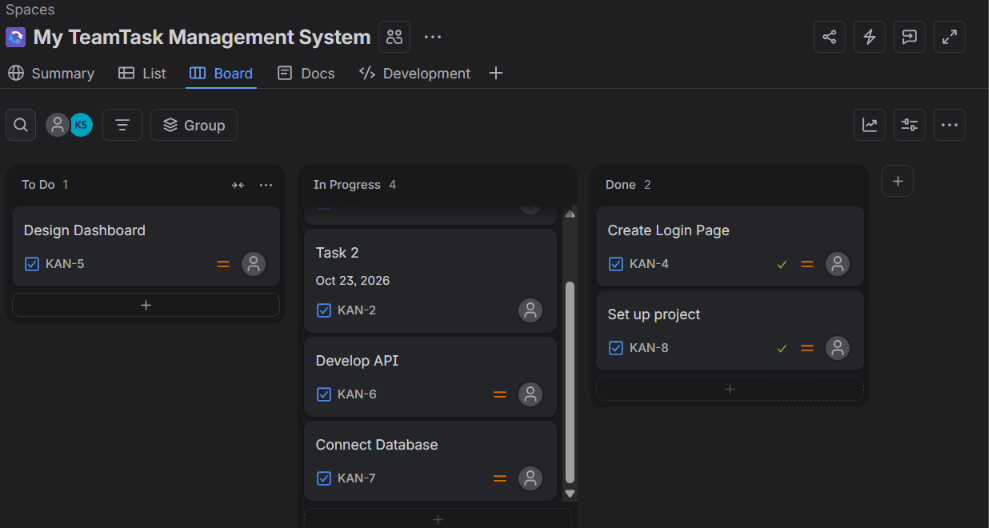 Spaces
My TeamTask Management System
Summary
List
Board
Docs
Development
KS
Group
To Do 1
Design Dashboard
KAN-5
In Progress 4
Task 2
Oct 23, 2026
KAN-2
Develop API
KAN-6
Connect Database
KAN-7
Done 2
Create Login Page
KAN-4
Set up project
KAN-8